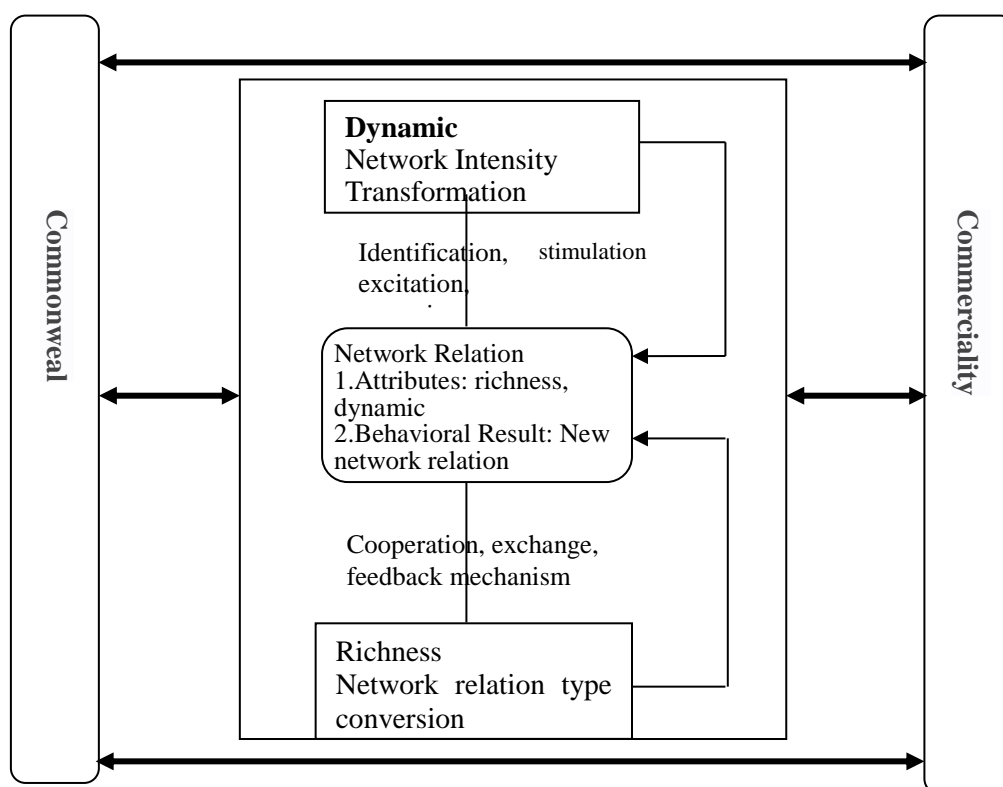 Commonweal
Dynamic
Network Intensity
Transformation
Identification, stimulation
excitation,
.
Network Relation
1.Attributes: richness,
dynamic
2.Behavioral Result: New
network relation
Cooperation, exchange,
feedback mechanism
Richness
Network relation type
conversion
Commerciality